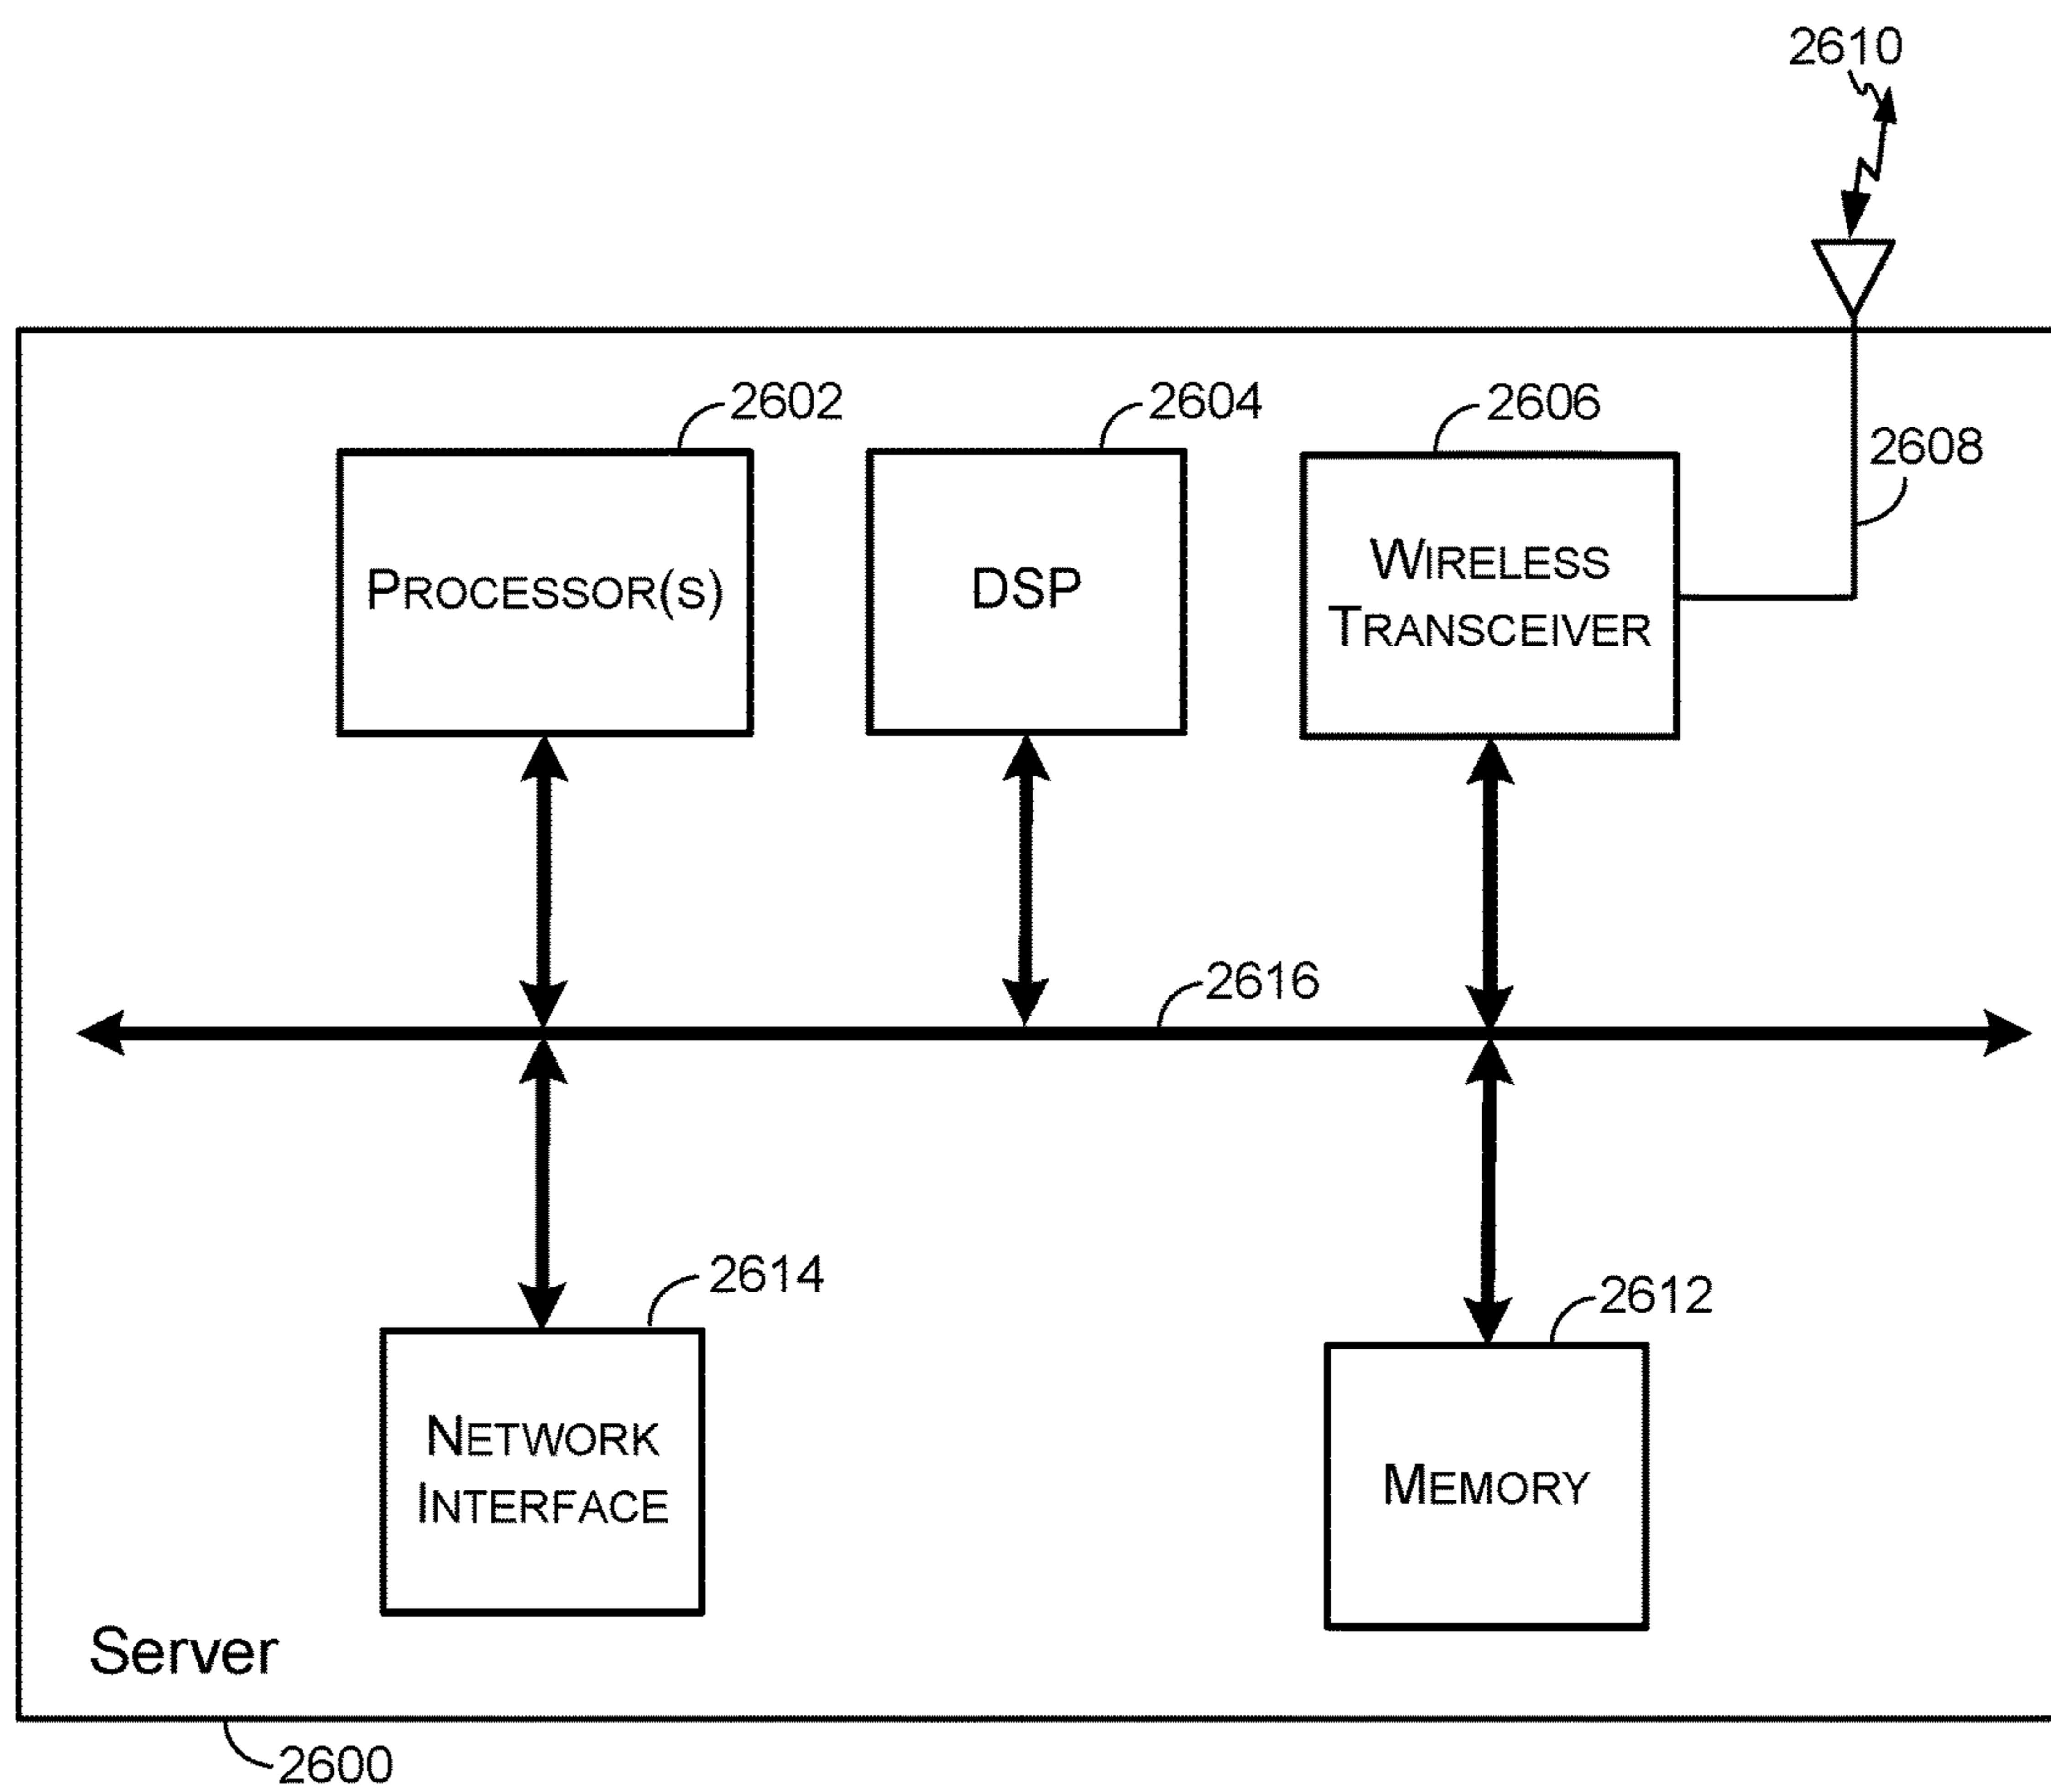 2610
2602
2604
2606
2608
PROCESSOR(S)
DSP
WIRELESS
TRANSCEIVER
2616
2614
2612
NETWORK
INTERFACE
MEMORY
Server
2600